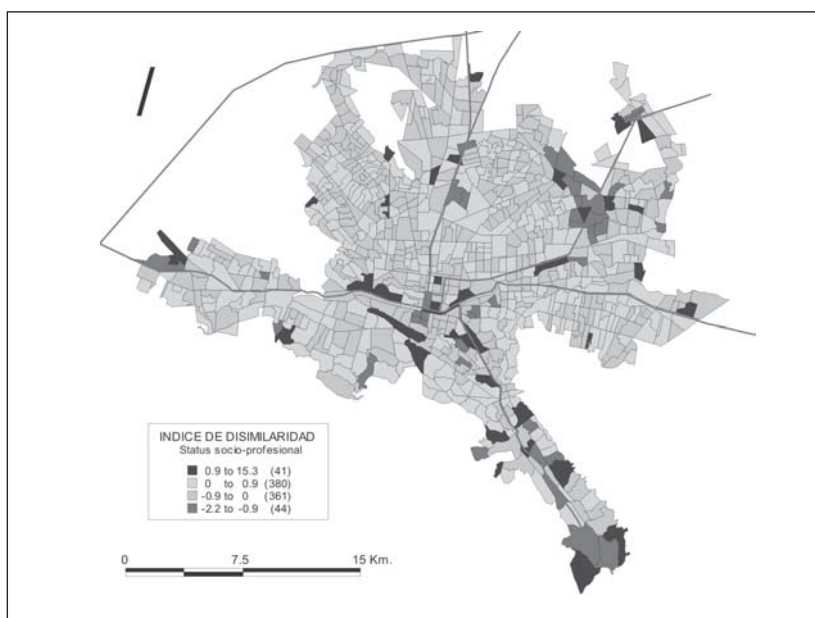 INDICE DE DISIMILARIDAD
Status socio-profesional
0.9 to 15.3 (41)
0 to 0.9 (380)
-0.9 to 0 (361)
-2.2 to -0.9 (44)
0 7.5 15 Km.